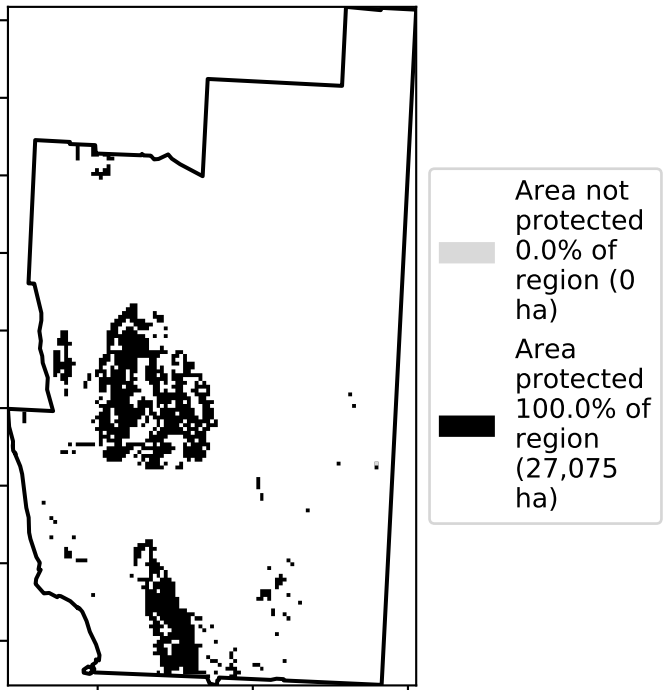 Area not
protected
0.0% of
region (0
ha)
Area
protected
100.0% of
region
(27,075
ha)